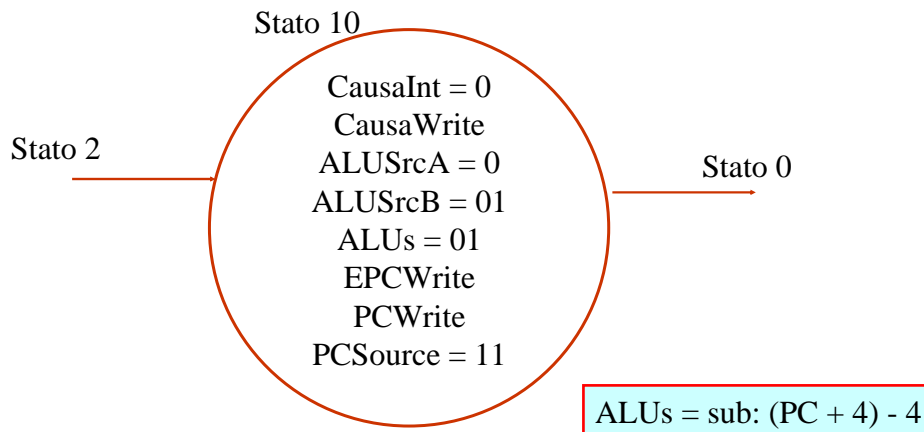 Stato 10
CausaInt = 0
CausaWrite
Stato 2
ALUSrcA = 0
Stato 0
ALUSrcB = 01
ALUs = 01
EPCWrite
PCWrite
PCSource = 11
ALUs = sub: (PC + 4) - 4